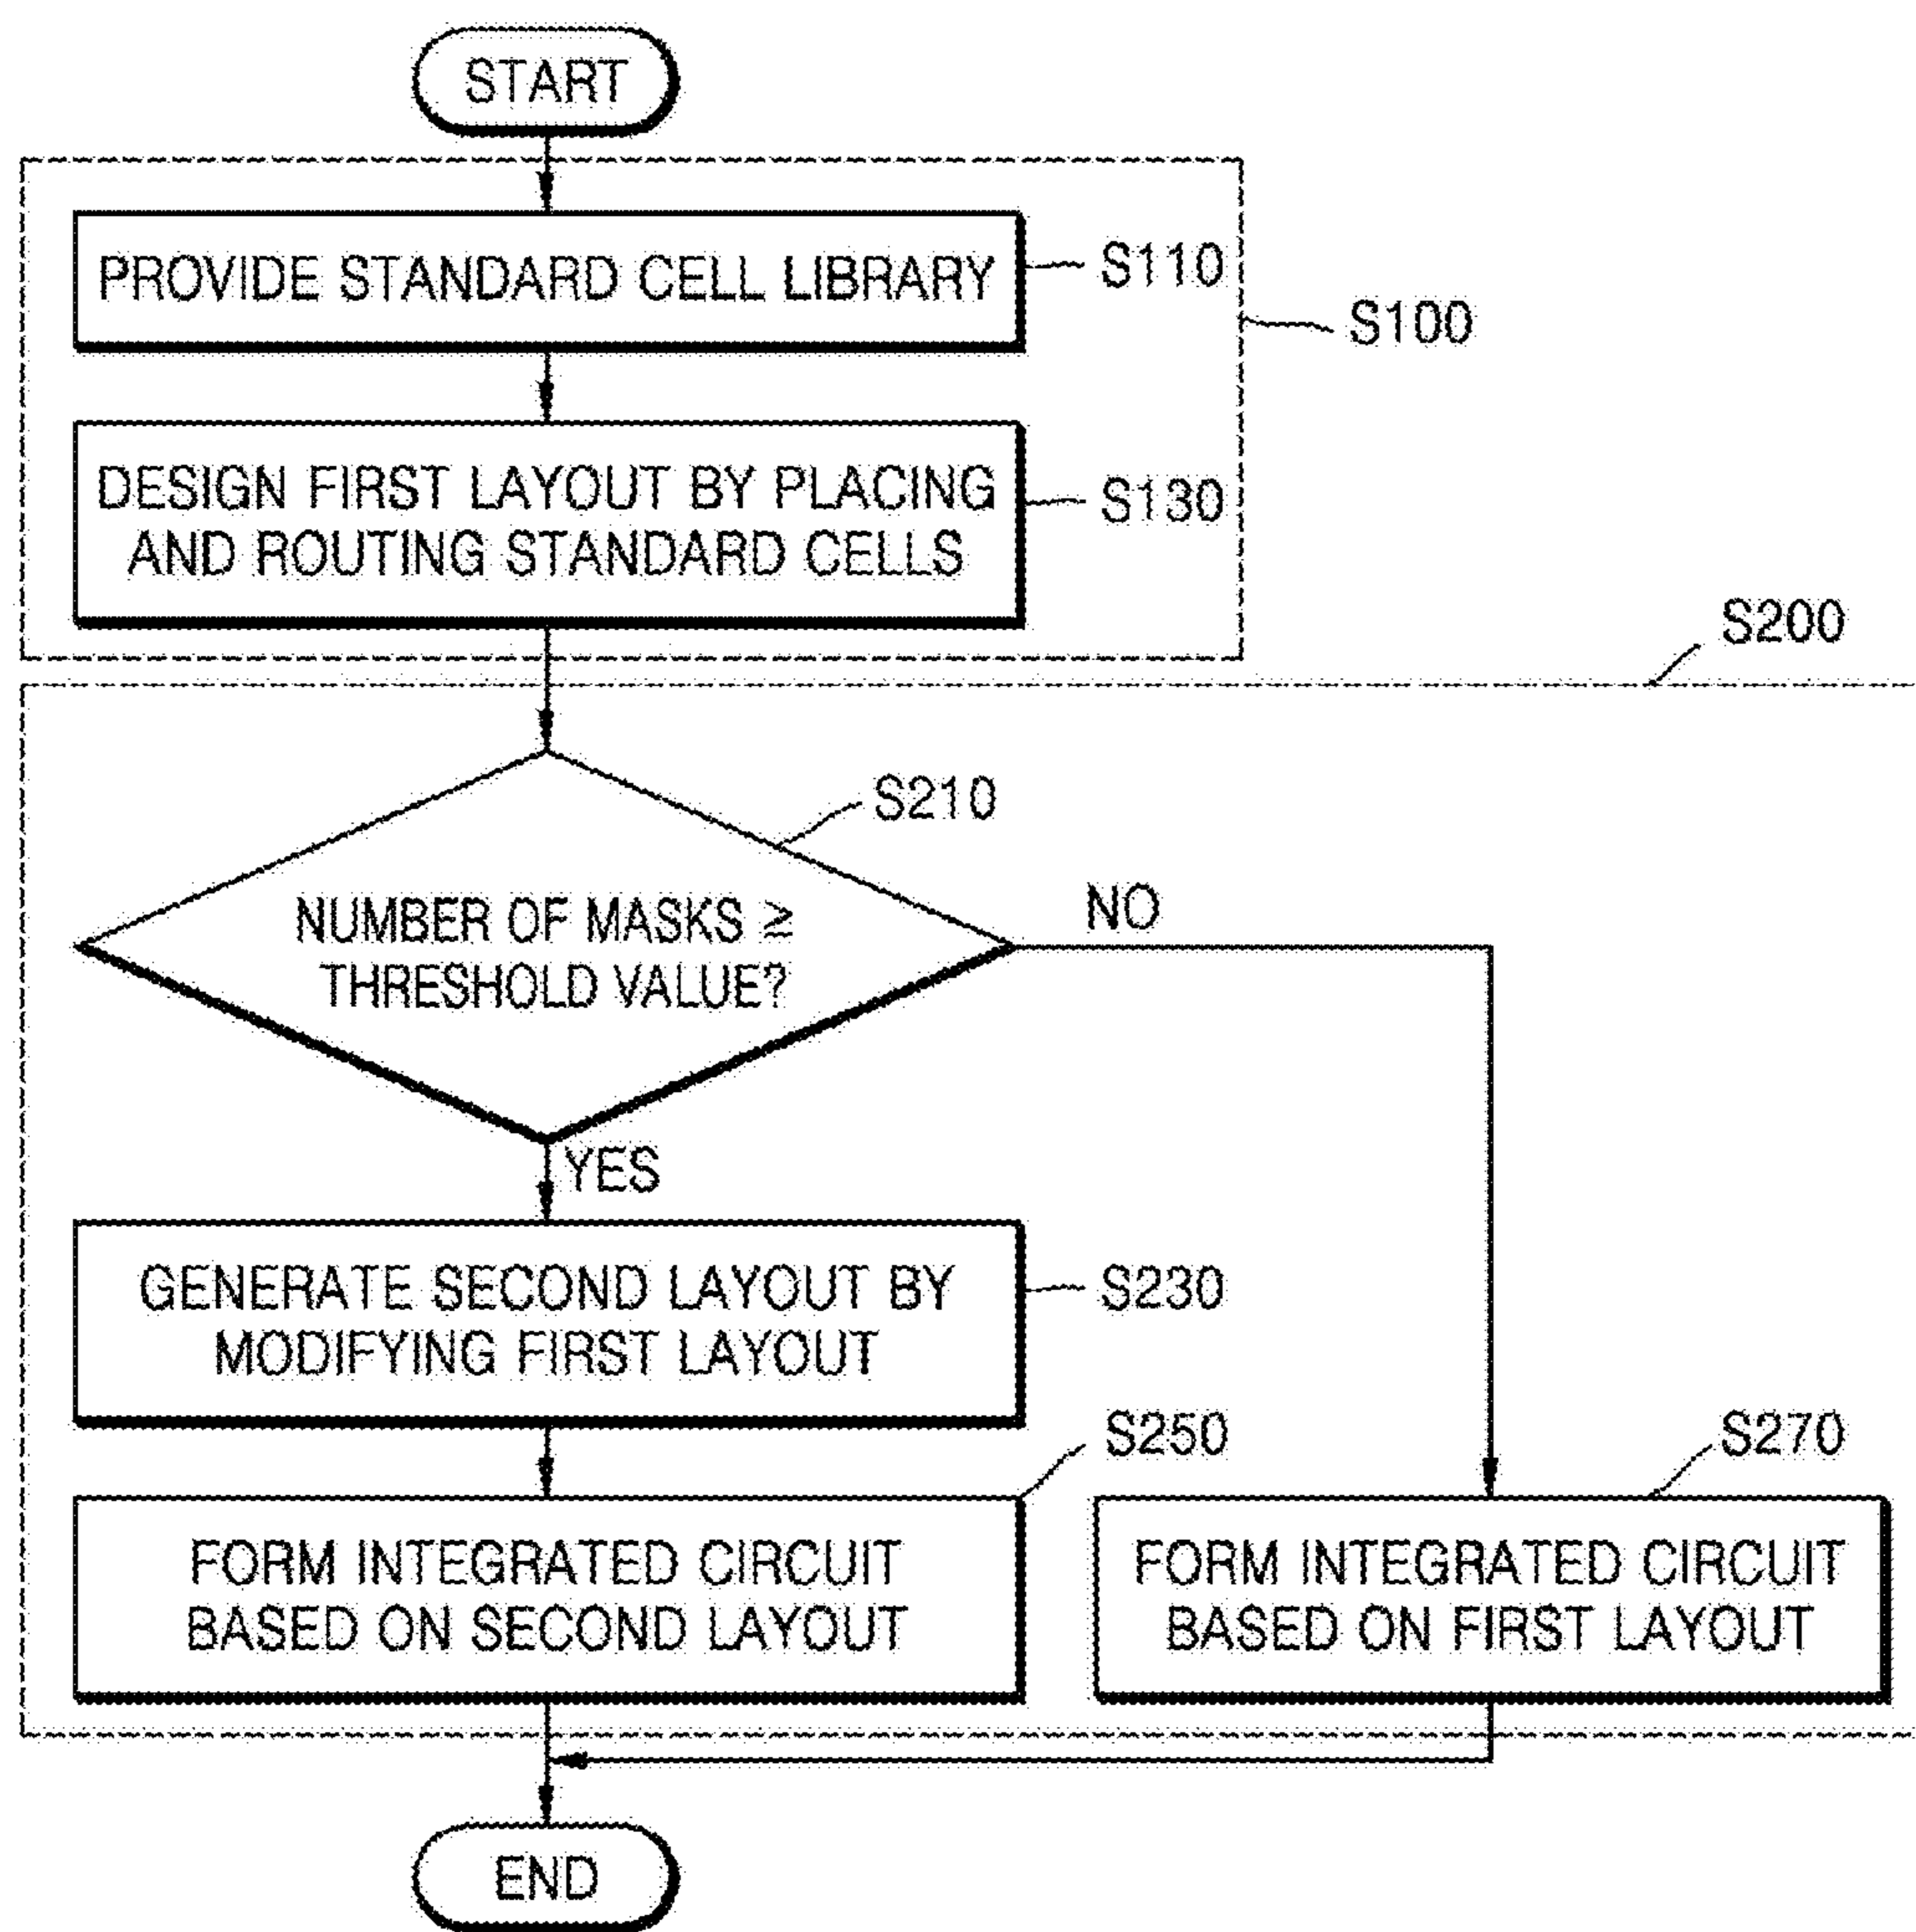 START
PROVIDE STANDARD CELL LIBRARY
S110
S100
DESIGN FIRST LAYOUT BY PLACING
AND ROUTING STANDARD CELLS
S130
S200
S210
NUMBER OF MASKS ≥
THRESHOLD VALUE?
NO
YES
GENERATE SECOND LAYOUT BY
MODIFYING FIRST LAYOUT
S230
S250
S270
FORM INTEGRATED CIRCUIT
BASED ON SECOND LAYOUT
FORM INTEGRATED CIRCUIT
BASED ON FIRST LAYOUT
END